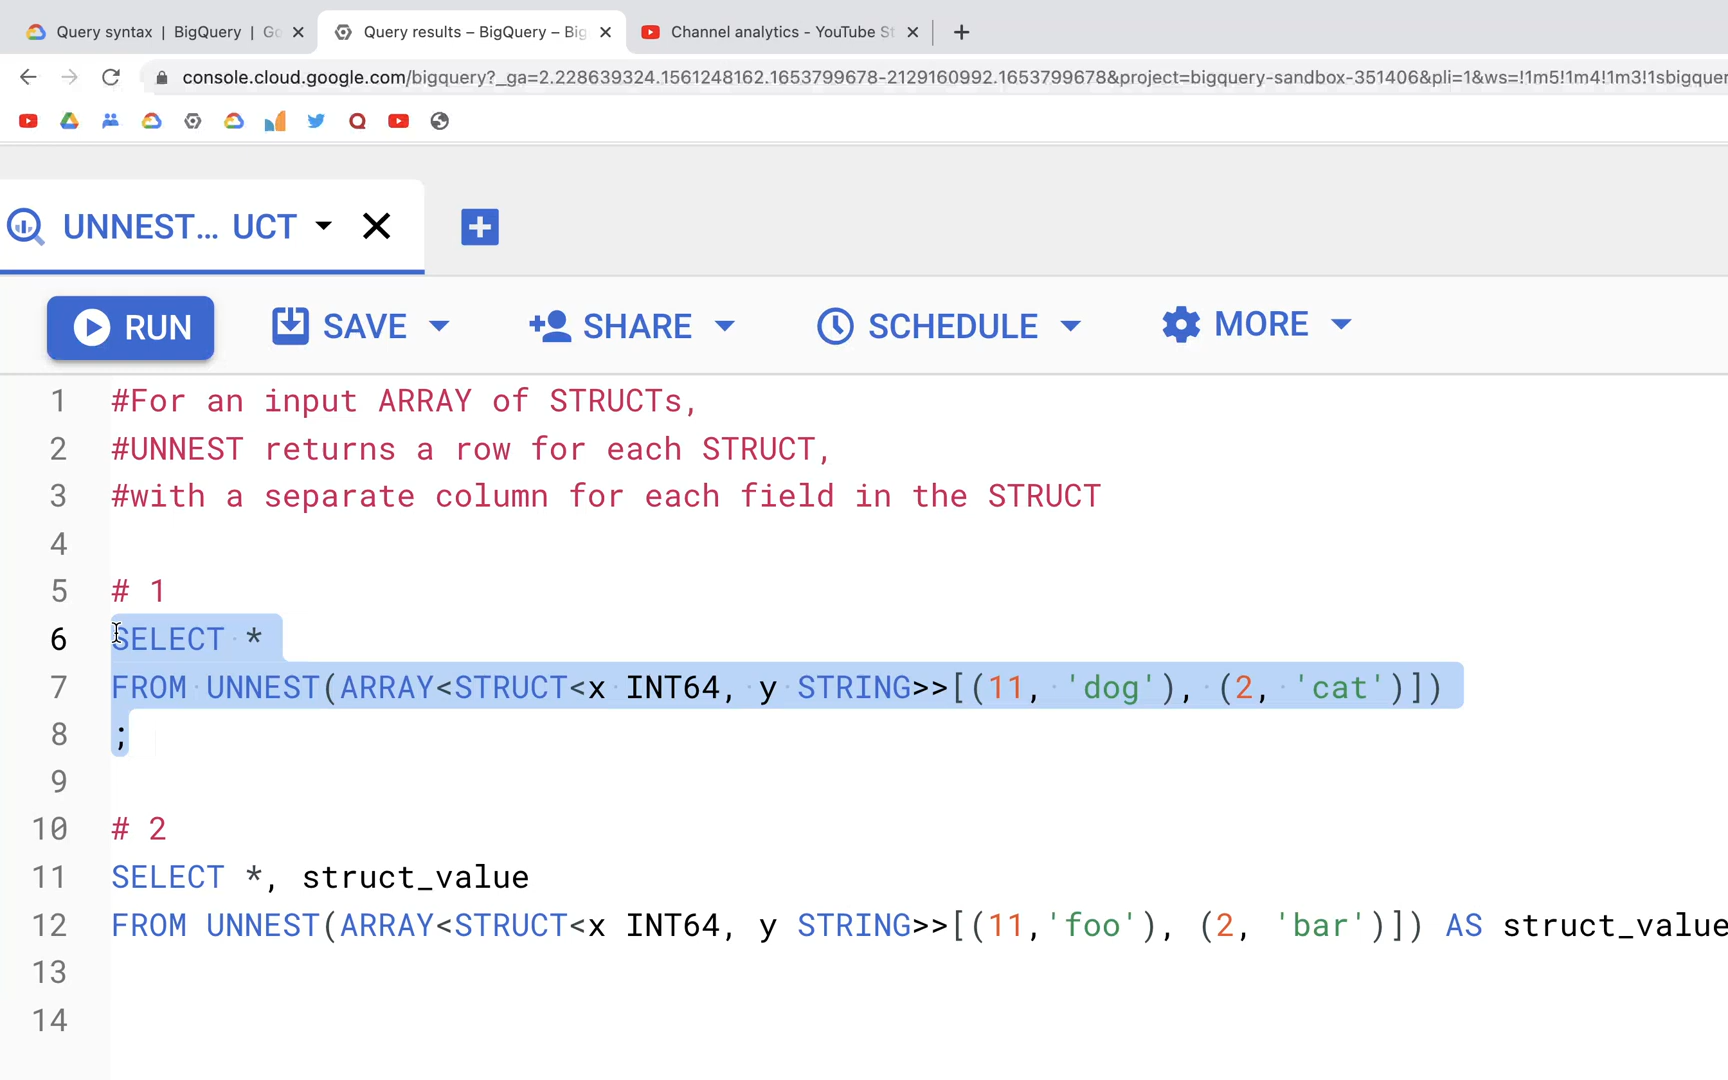 Query syntax | BigQuery | Go
Query results – BigQuery – Big
Channel analytics - YouTube St
console.cloud.google.com/bigquery?_ga=2.228639324.1561248162.1653799678-2129160992.1653799678&project=bigquery-sandbox-351406&pli=1&ws=!1m5!1m4!1m3!1sbigquer
UNNEST... UCT
RUN
SAVE
SHARE
SCHEDULE
MORE
1 #For an input ARRAY of STRUCTs,
2 #UNNEST returns a row for each STRUCT,
3 #with a separate column for each field in the STRUCT
4
5 # 1
6 SELECT *
7 FROM UNNEST(ARRAY<STRUCT<x INT64, y STRING>>[(11, 'dog'), (2, 'cat')])
8 ;
9
10 # 2
11 SELECT *, struct_value
12 FROM UNNEST(ARRAY<STRUCT<x INT64, y STRING>>[(11,'foo'), (2, 'bar')]) AS struct_value
13
14